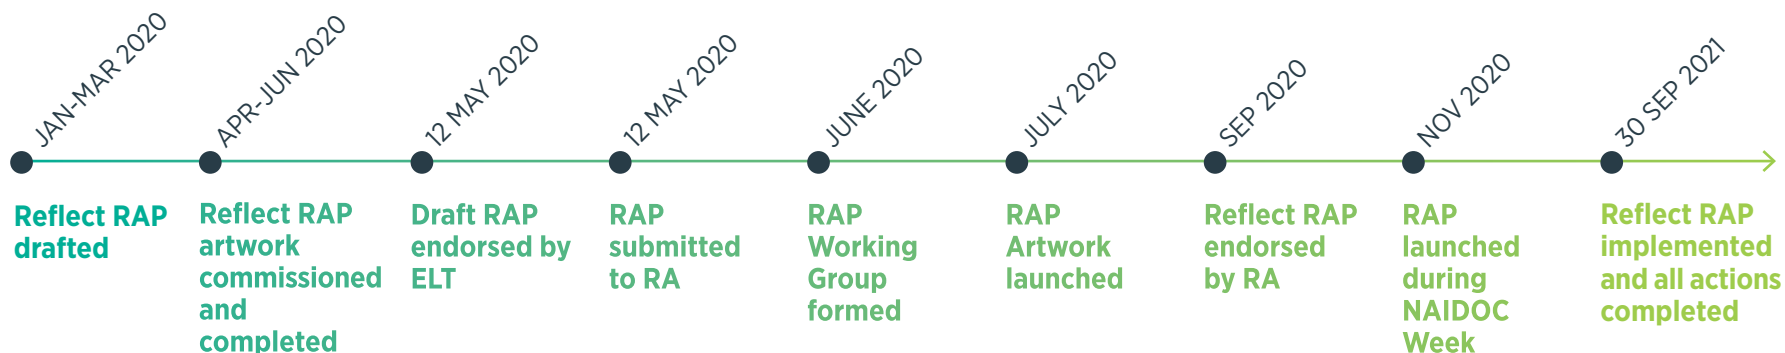 JAN-MAR 2020
APR-JUN 2020
12 MAY 2020
12 MAY 2020
JUNE 2020
JULY 2020
SEP 2020
NOV 2020
30 SEP 2021
Reflect RAP
drafted
Reflect RAP
artwork
commissioned
and
completed
Draft RAP
endorsed by
ELT
RAP
submitted
to RA
RAP
Working
Group
formed
RAP
Artwork
launched
Reflect RAP
endorsed
by RA
RAP
launched
during
NAIDOC
Week
Reflect RAP
implemented
and all actions
completed